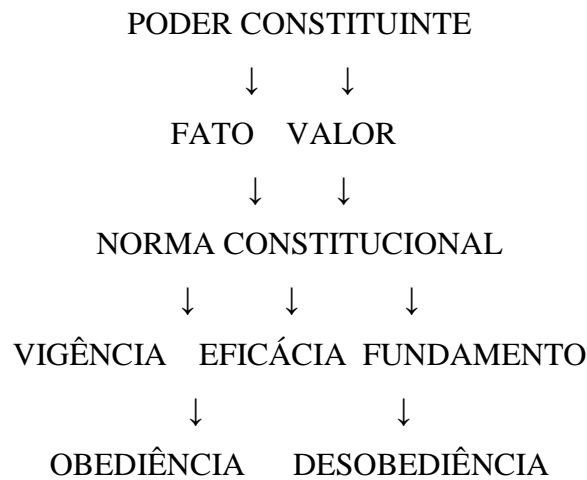 PODER CONSTITUINTE
↓ ↓
FATO VALOR
↓ ↓
NORMA CONSTITUCIONAL
↓ ↓ ↓
VIGÊNCIA EFICÁCIA FUNDAMENTO
↓ ↓
OBEDIÊNCIA DESOBEDIÊNCIA